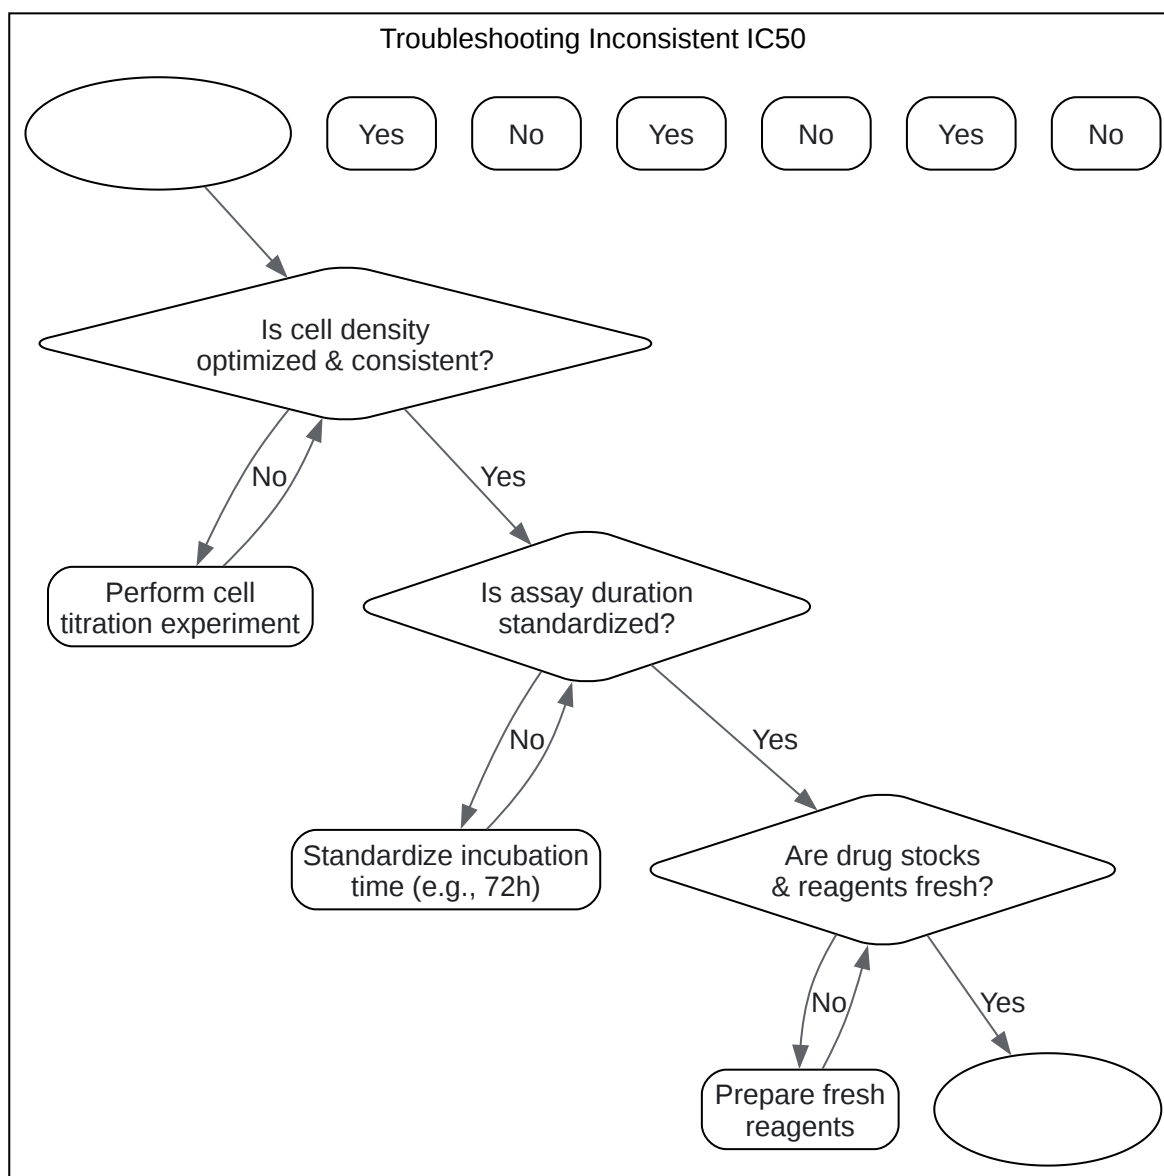 Troubleshooting Inconsistent IC50
Yes
No
Yes
No
Yes
No
Is cell density
optimized & consistent?
No
Yes
Perform cell
titration experiment
Is assay duration
standardized?
No
Yes
Standardize incubation
time (e.g., 72h)
Are drug stocks
& reagents fresh?
No
Yes
Prepare fresh
reagents